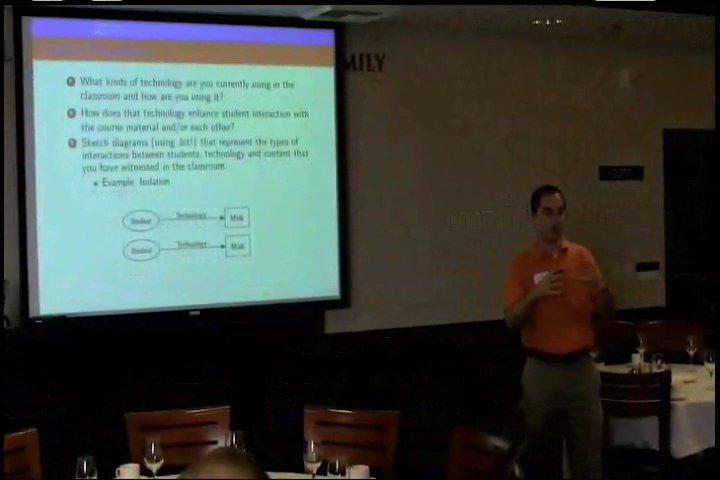 MILY
What kinds of technology are you currently using in the
classroom and how are you using it?
How does that technology enhance student interaction with
the course material and/or each other?
Sketch diagrams (using Jot!) that represent the types of
interactions between students, technology and content that
you have witnessed in the classroom.
Example: Isolation
Student Technology Math
Student Technology Math